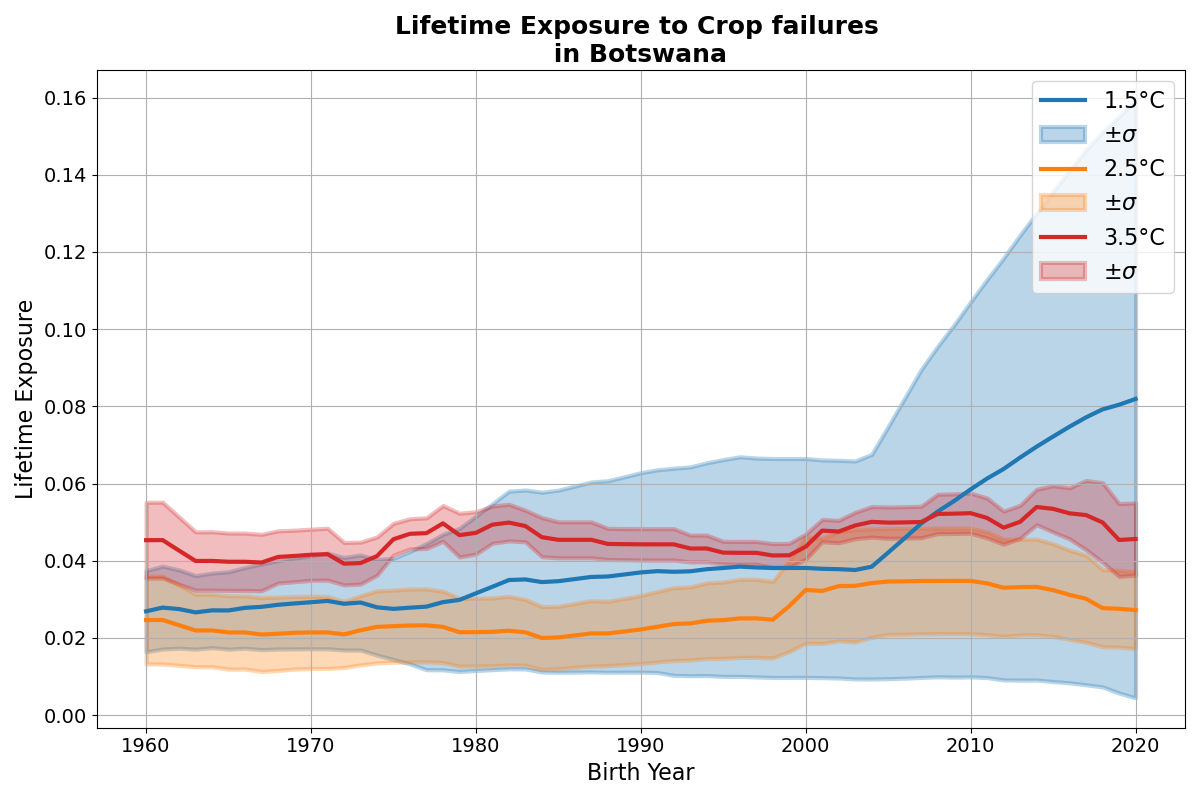 Lifetime Exposure to Crop failures
in Botswana
0.16
0.14
0.12
0.10
0.08
0.06
0.04
0.02
0.00
Lifetime Exposure
1960
1970
1980
1990
2000
2010
2020
Birth Year
1.5°C
±σ
2.5°C
±σ
3.5°C
±σ